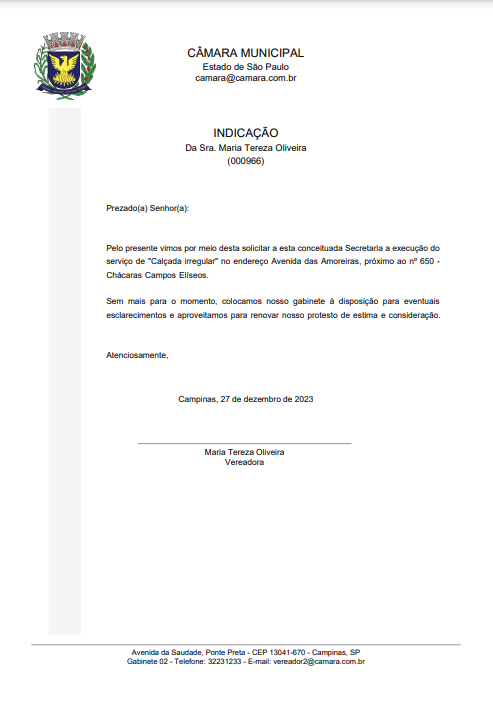 CÂMARA MUNICIPAL
Estado de São Paulo
camara@camara.com.br
INDICAÇÃO
Da Sra. Maria Tereza Oliveira
(000966)
Prezado(a) Senhor(a):
Pelo presente vimos por meio desta solicitar a esta conceituada Secretaria a execução do
serviço de "Calçada irregular" no endereço Avenida das Amoreiras, próximo ao nº 650 -
Chácaras Campos Elíseos.
Sem mais para o momento, colocamos nosso gabinete à disposição para eventuais
esclarecimentos e aproveitamos para renovar nosso protesto de estima e consideração.
Atenciosamente,
Campinas, 27 de dezembro de 2023
Maria Tereza Oliveira
Vereadora
Avenida da Saudade, Ponte Preta - CEP 13041-670 - Campinas, SP
Gabinete 02 - Telefone: 32231233 - E-mail: vereador2@camara.com.br